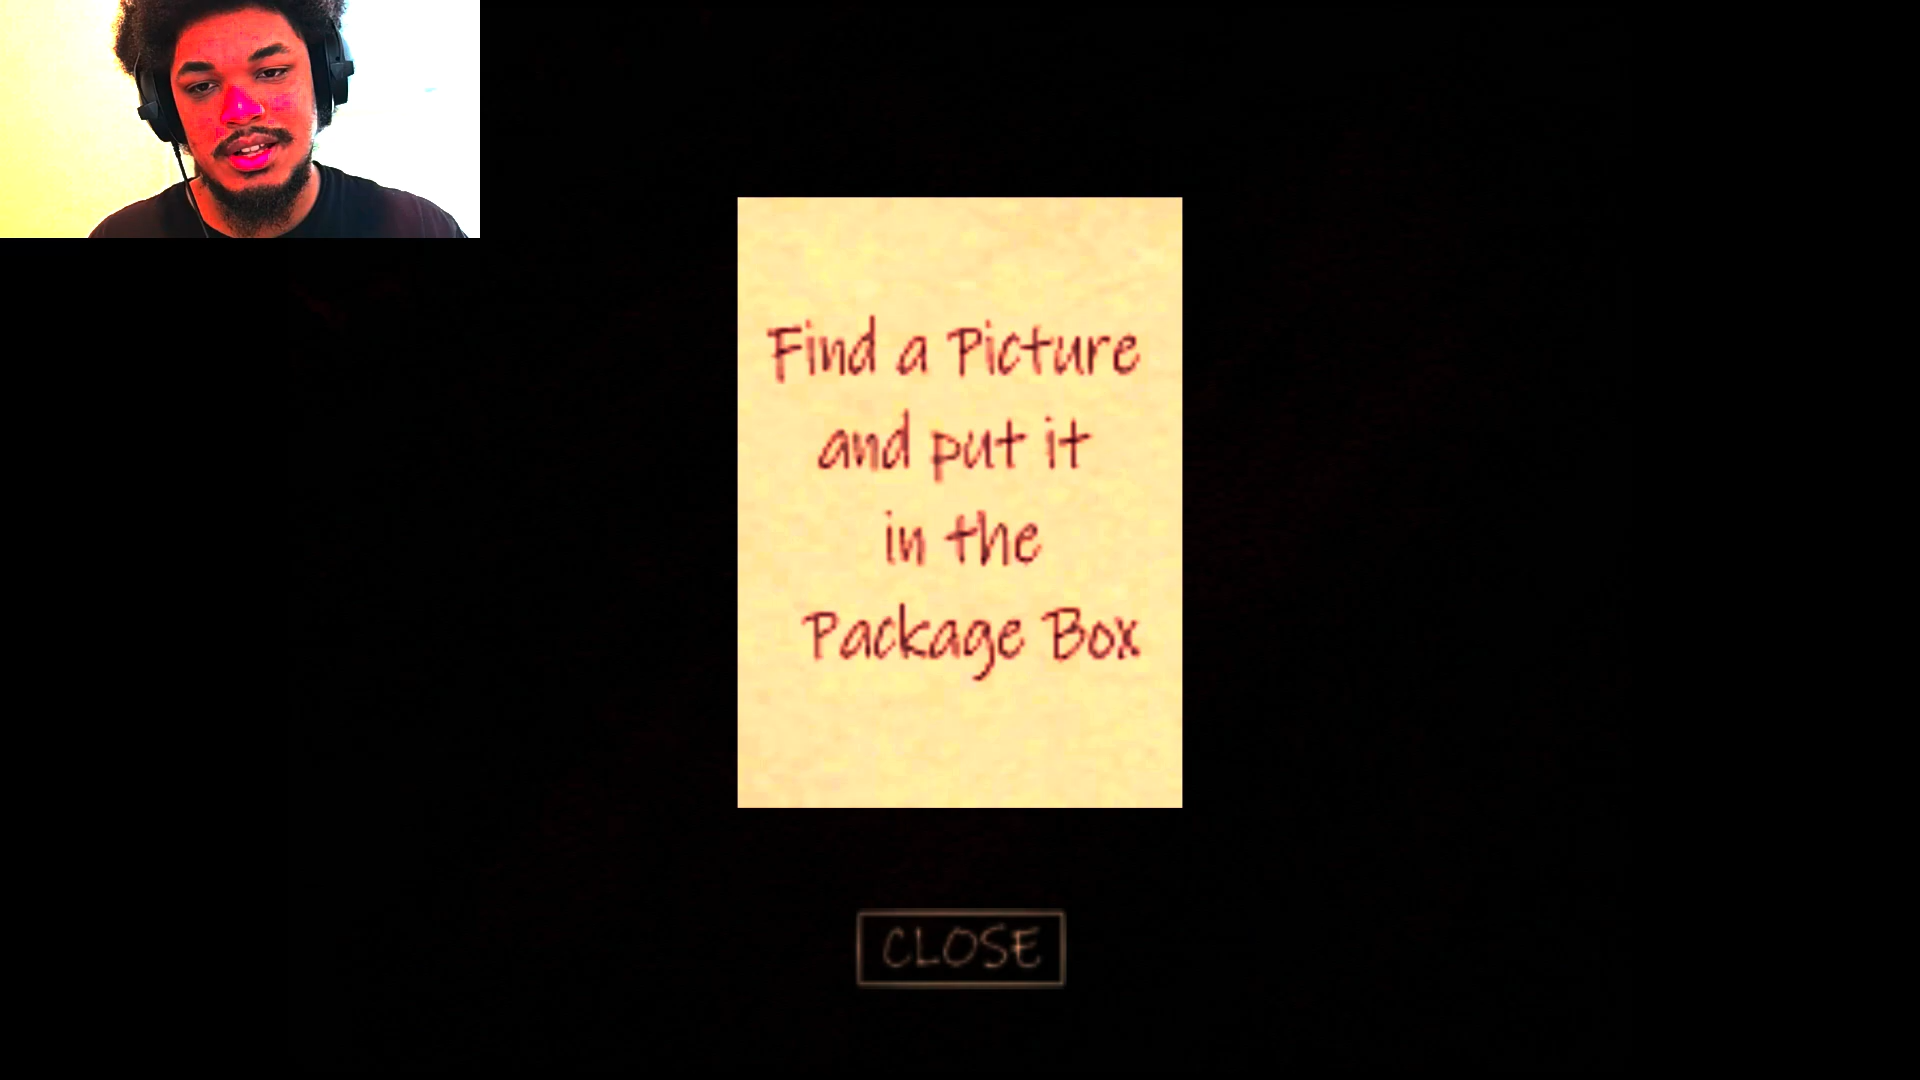 Find a Picture
and put it
in the
Package Box
CLOSE